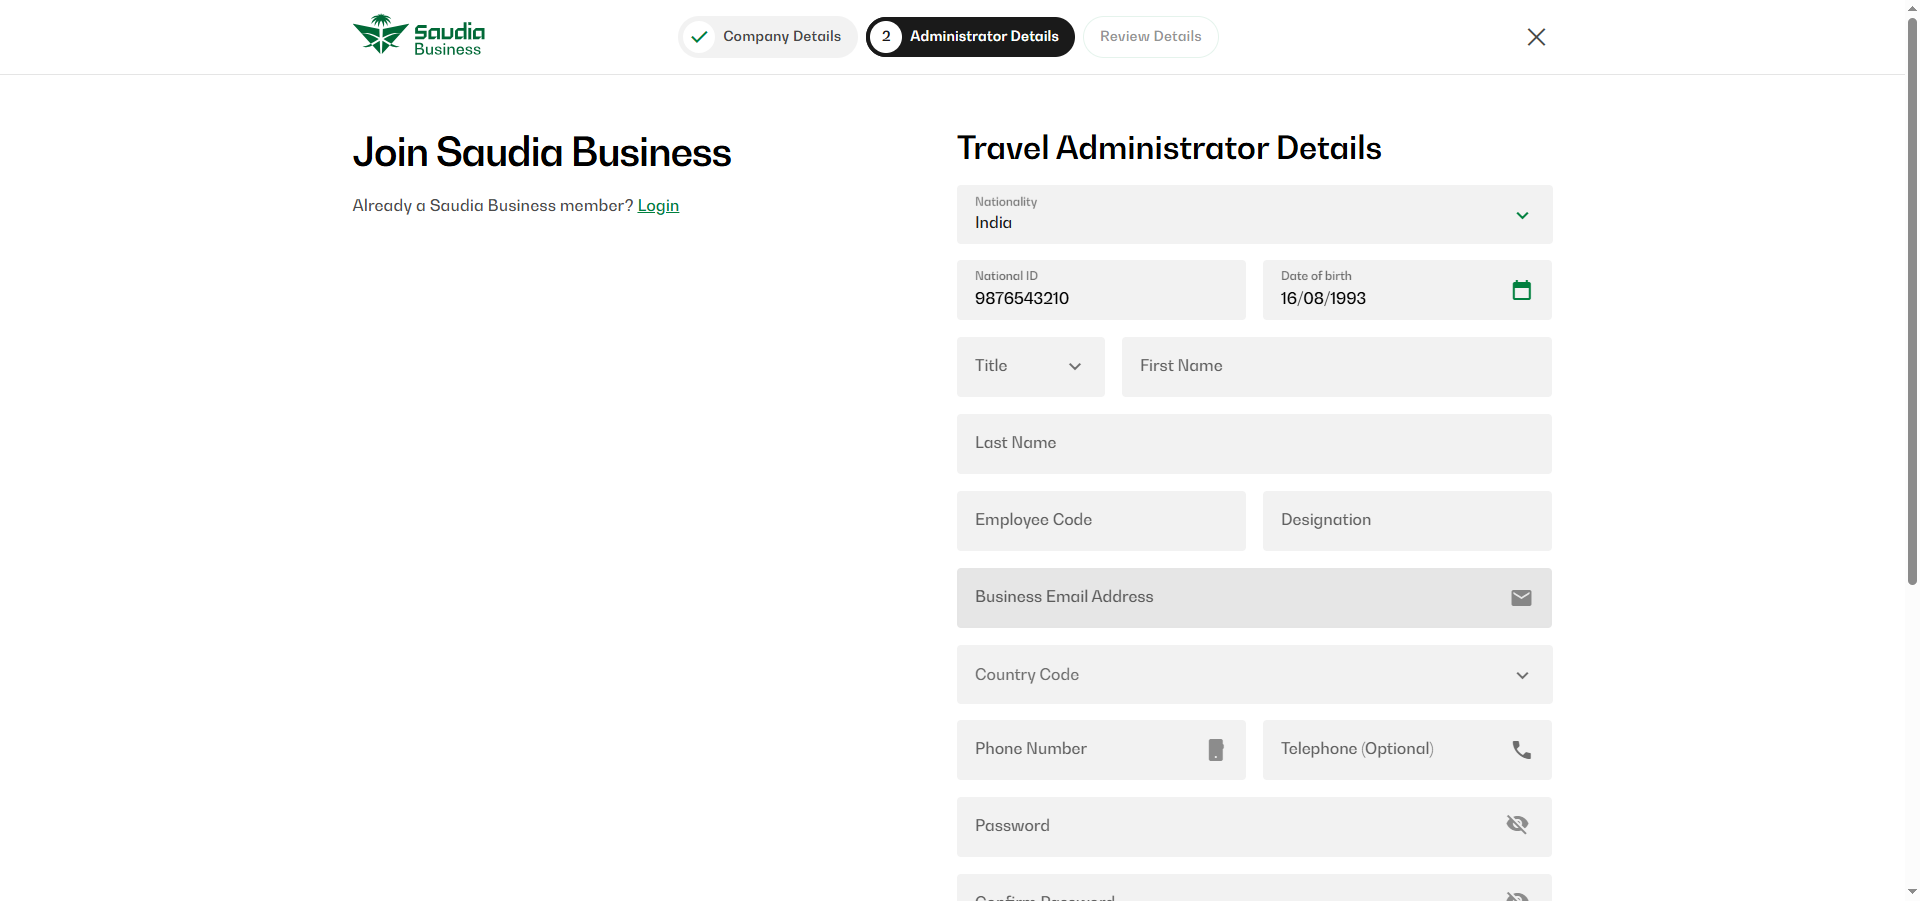 Saudia
Business
Company Details
2 Administrator Details
Review Details
Join Saudia Business
Already a Saudia Business member? Login
Travel Administrator Details
Nationality
India
National ID
9876543210
Date of birth
16/08/1993
Title
First Name
Last Name
Employee Code
Designation
Business Email Address
Country Code
Phone Number
Telephone (Optional)
Password
Confirm Password